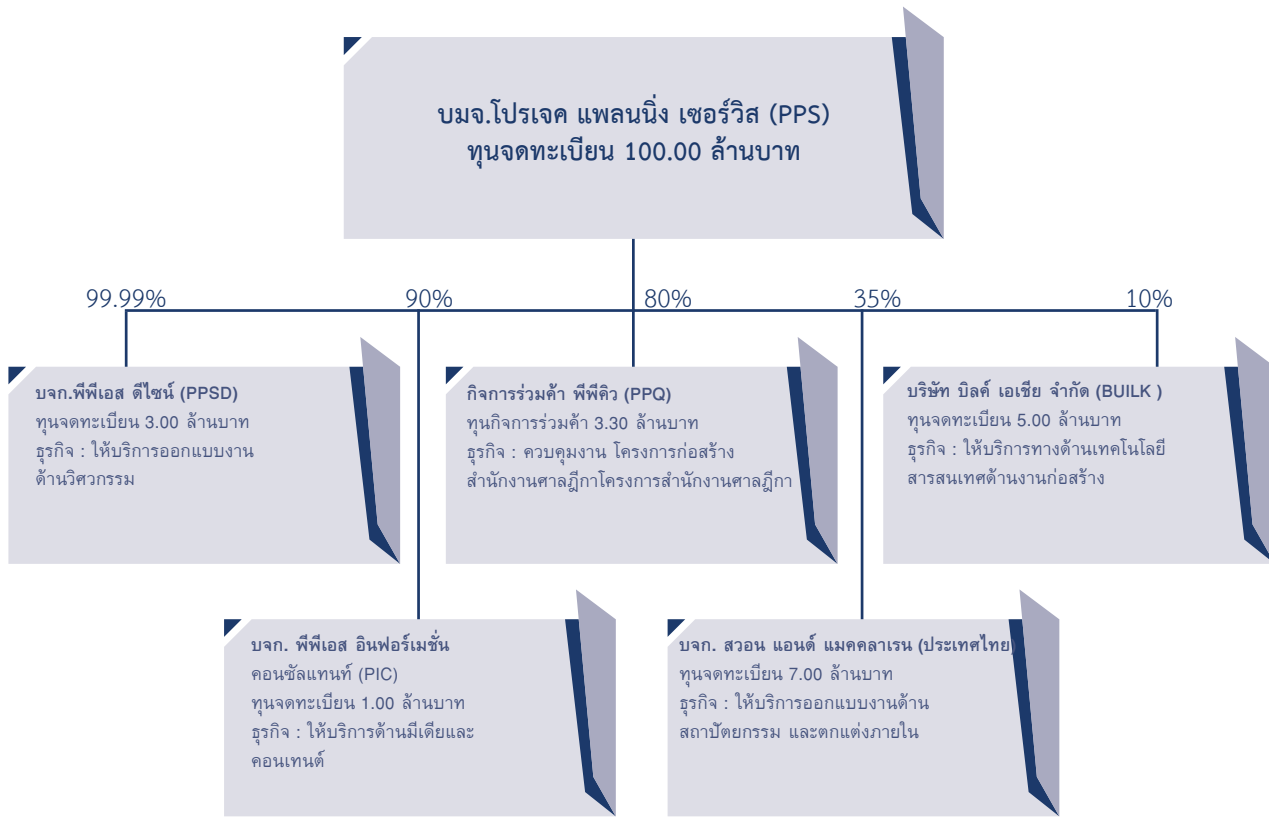 บมจ.โปรเจค แพลนนิ่ง เซอร์วิส (PPS)
ทุนจดทะเบียน 100.00 ล้านบาท
99.99%
90%
80%
35%
10%
บจก.พีพีเอส ดีไซน์ (PPSD)
ทุนจดทะเบียน 3.00 ล้านบาท
ธุรกิจ : ให้บริการออกแบบงาน
ด้านวิศวกรรม
กิจการร่วมค้า พีพีคิว (PPQ)
ทุนกิจการร่วมค้า 3.30 ล้านบาท
ธุรกิจ : ควบคุมงาน โครงการก่อสร้าง
สำนักงานศาลฎีกาโครงการสำนักงานศาลฎีกา
บริษัท บิลค์ เอเชีย จำกัด (BUILK )
ทุนจดทะเบียน 5.00 ล้านบาท
ธุรกิจ : ให้บริการทางด้านเทคโนโลยี
สารสนเทศด้านงานก่อสร้าง
บจก. พีพีเอส อินฟอร์เมชั่น
คอนซัลแทนท์ (PIC)
ทุนจดทะเบียน 1.00 ล้านบาท
ธุรกิจ : ให้บริการด้านมีเดียและ
คอนเทนต์
บจก. สวอน แอนด์ แมคคลาเรน (ประเทศไทย)
ทุนจดทะเบียน 7.00 ล้านบาท
ธุรกิจ : ให้บริการออกแบบงานด้าน
สถาปัตยกรรม และตกแต่งภายใน